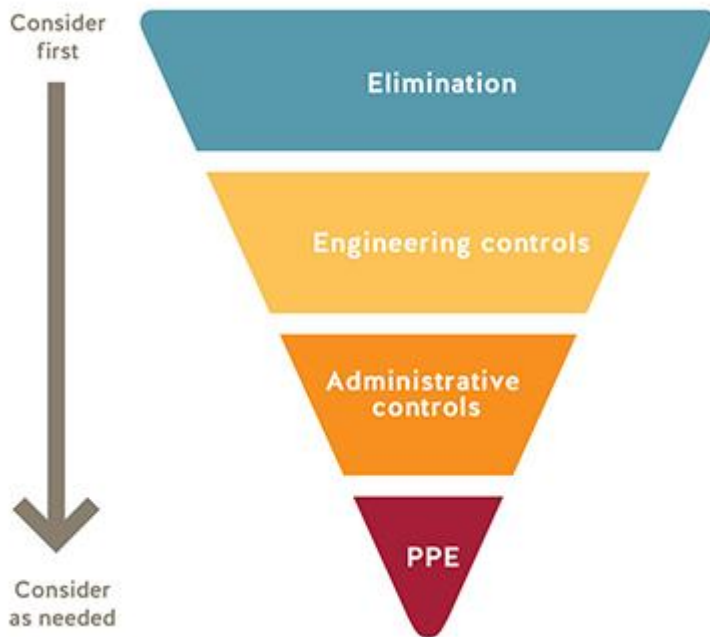 Consider
first
Elimination
Engineering controls
Administrative
controls
PPE
Consider
as needed